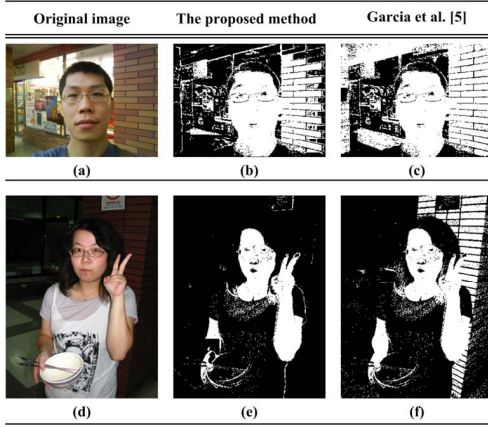 Original image The proposed method Garcia et al. [5]
(a) (b) (c)
(d) (e) (f)